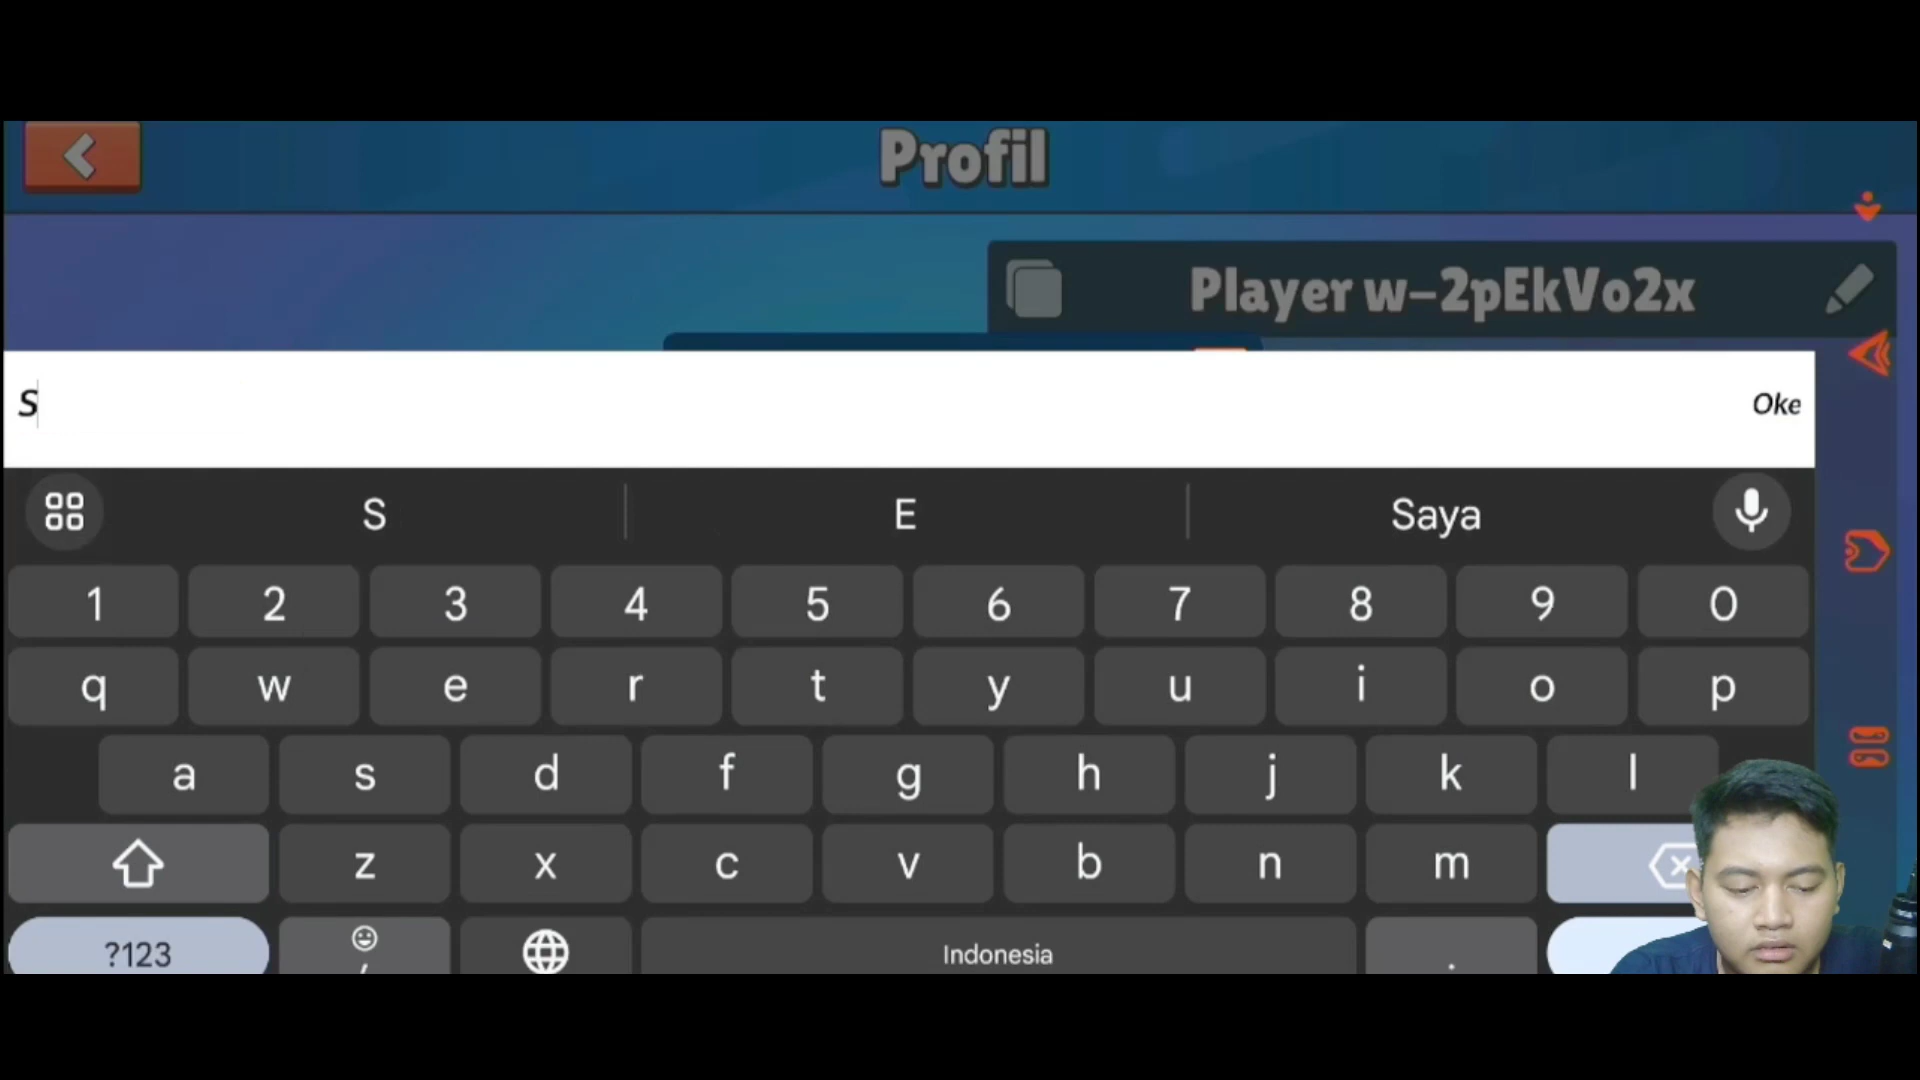 Profil
Player w-2pEkVo2x
S
Oke
S E Saya
1 2 3 4 5 6 7 8 9 0
q w e r t y u i o p
a s d f g h j k l
z x c v b n m
?123 , Indonesia .